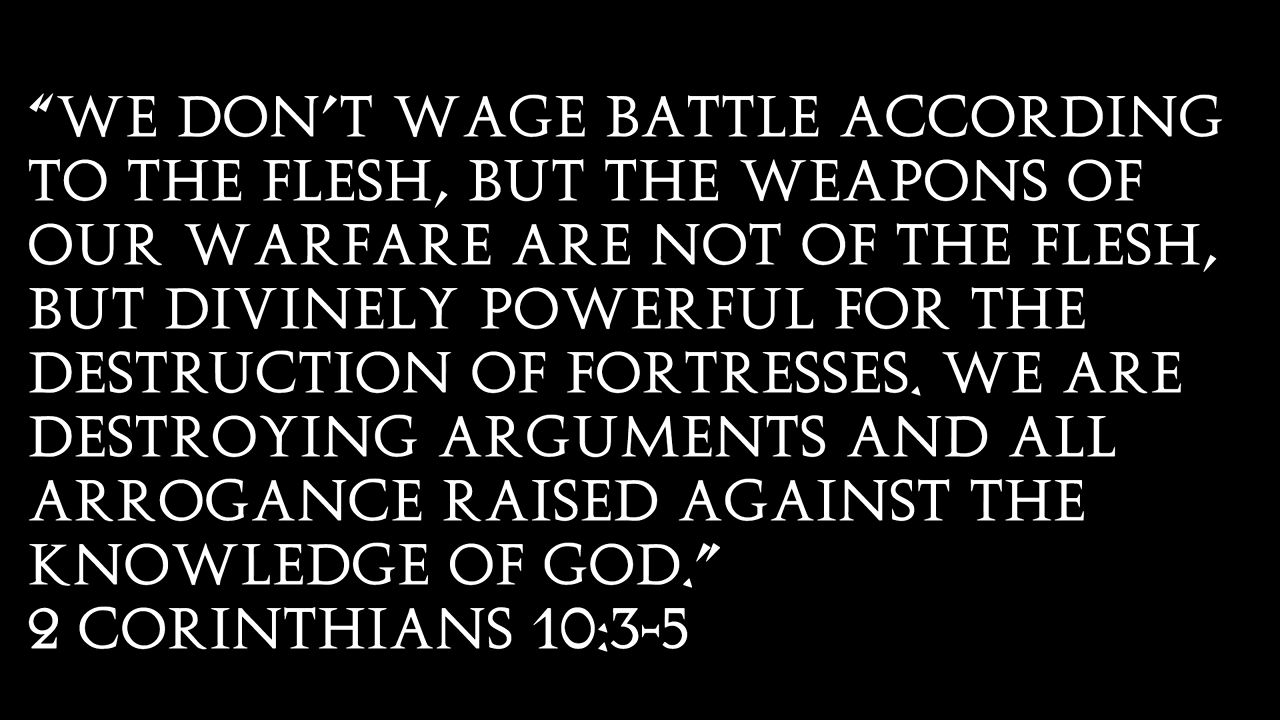 “WE DON’T WAGE BATTLE ACCORDING
TO THE FLESH, BUT THE WEAPONS OF
OUR WARFARE ARE NOT OF THE FLESH,
BUT DIVINELY POWERFUL FOR THE
DESTRUCTION OF FORTRESSES. WE ARE
DESTROYING ARGUMENTS AND ALL
ARROGANCE RAISED AGAINST THE
KNOWLEDGE OF GOD.”
2 CORINTHIANS 10:3-5